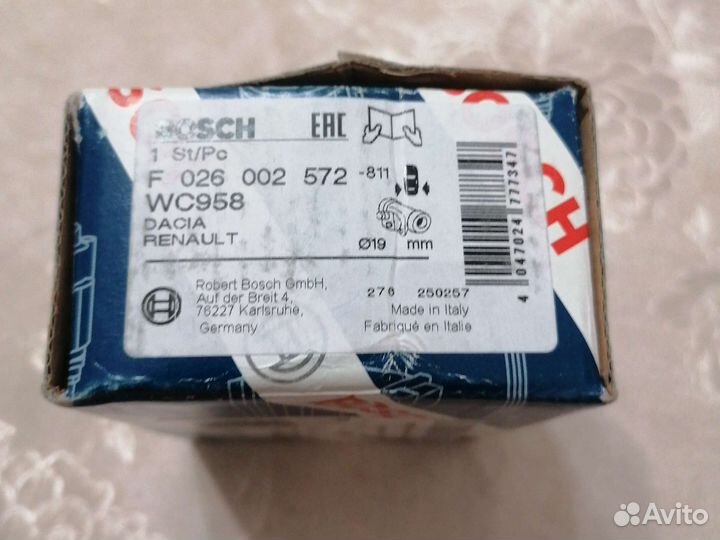 BOSCH
EAC
1 St/Pc
F 026 002 572 -811
WC958
DACIA
RENAULT
Ø19 mm
Robert Bosch GmbH,
Auf der Breit 4,
76227 Karlsruhe,
Germany
276 250257
Made in Italy
Fabriqué en Italie
4 047024 777347
CH
Avito